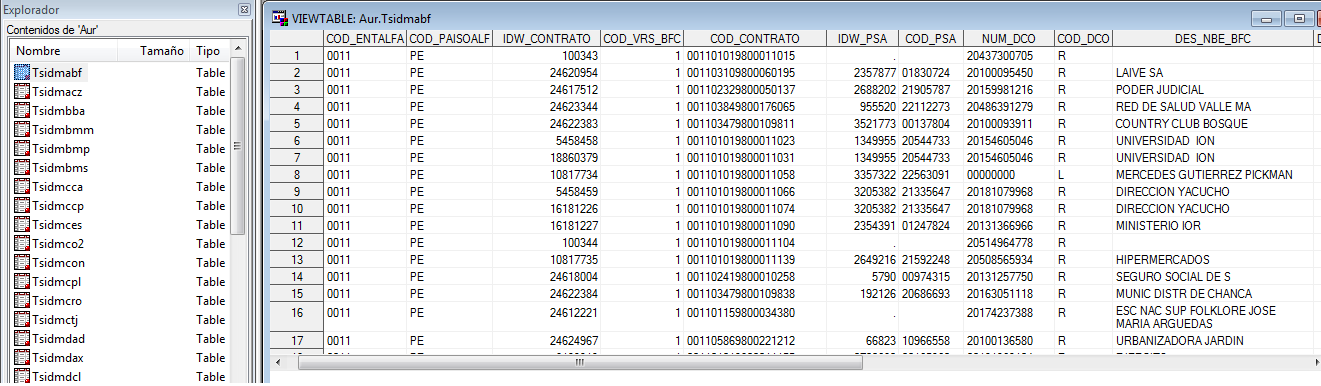 Explorador
Contenidos de 'Aur'
Nombre Tamaño Tipo
Tsidmabf Table
Tsidmacz Table
Tsidmbba Table
Tsidmbmm Table
Tsidmbmp Table
Tsidmbms Table
Tsidmcca Table
Tsidmccp Table
Tsidmces Table
Tsidmco2 Table
Tsidmcon Table
Tsidmcpl Table
Tsidmcro Table
Tsidmctj Table
Tsidmdad Table
Tsidmdax Table
Tsidmdcl Table
VIEWTABLE: Aur.Tsidmabf
COD_ENTALFA COD_PAISOALF IDW_CONTRATO COD_VRS_BFC COD_CONTRATO IDW_PSA COD_PSA NUM_DCO COD_DCO DES_NBE_BFC
1 0011 PE 100343 1 001101019800011015 . 20437300705 R
2 0011 PE 24620954 1 001103109800060195 2357877 01830724 20100095450 R LAIVE SA
3 0011 PE 24617512 1 001102329800050137 2688202 21905787 20159981216 R PODER JUDICIAL
4 0011 PE 24623344 1 001103849800176065 955520 22112273 20486391279 R RED DE SALUD VALLE MA
5 0011 PE 24622383 1 001103479800109811 3521773 00137804 20100093911 R COUNTRY CLUB BOSQUE
6 0011 PE 5458458 1 001101019800011023 1349955 20544733 20154605046 R UNIVERSIDAD ION
7 0011 PE 18860379 1 001101019800011031 1349955 20544733 20154605046 R UNIVERSIDAD ION
8 0011 PE 10817734 1 001101019800011058 3357322 22563091 00000000 L MERCEDES GUTIERREZ PICKMAN
9 0011 PE 5458459 1 001101019800011066 3205382 21335647 20181079968 R DIRECCION YACUCHO
10 0011 PE 16181226 1 001101019800011074 3205382 21335647 20181079968 R DIRECCION YACUCHO
11 0011 PE 16181227 1 001101019800011090 2354391 01247824 20131366966 R MINISTERIO IOR
12 0011 PE 100344 1 001101019800011104 . 20514964778 R
13 0011 PE 10817735 1 001101019800011139 2649216 21592248 20508565934 R HIPERMERCADOS
14 0011 PE 24618004 1 001102419800010258 5790 00974315 20131257750 R SEGURO SOCIAL DE S
15 0011 PE 24622384 1 001103479800109838 192126 20686693 20163051118 R MUNIC DISTR DE CHANCA
16 0011 PE 24612221 1 001101159800034380 . 20174237388 R ESC NAC SUP FOLKLORE JOSE
MARIA ARGUEDAS
17 0011 PE 24624967 1 001105869800221212 66823 10966558 20100136580 R URBANIZADORA JARDIN